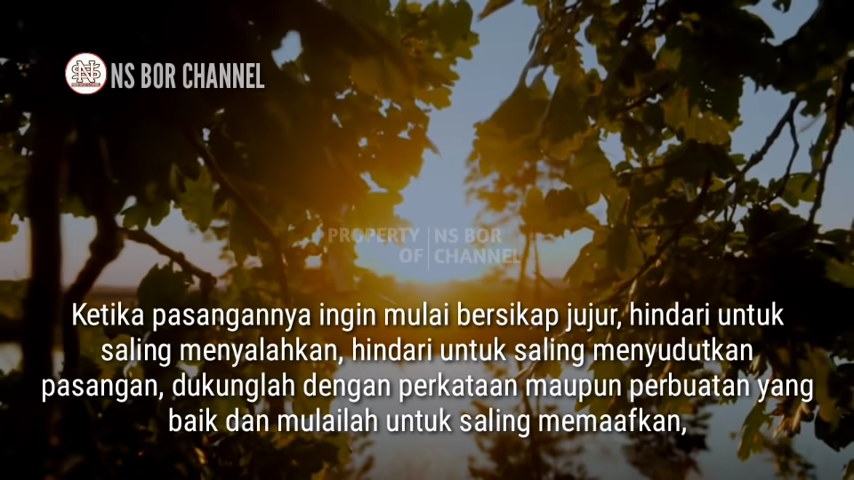 NS BOR CHANNEL
PROPERTY OF
NS BOR CHANNEL
Ketika pasangannya ingin mulai bersikap jujur, hindari untuk
saling menyalahkan, hindari untuk saling menyudutkan
pasangan, dukunglah dengan perkataan maupun perbuatan yang
baik dan mulailah untuk saling memaafkan,